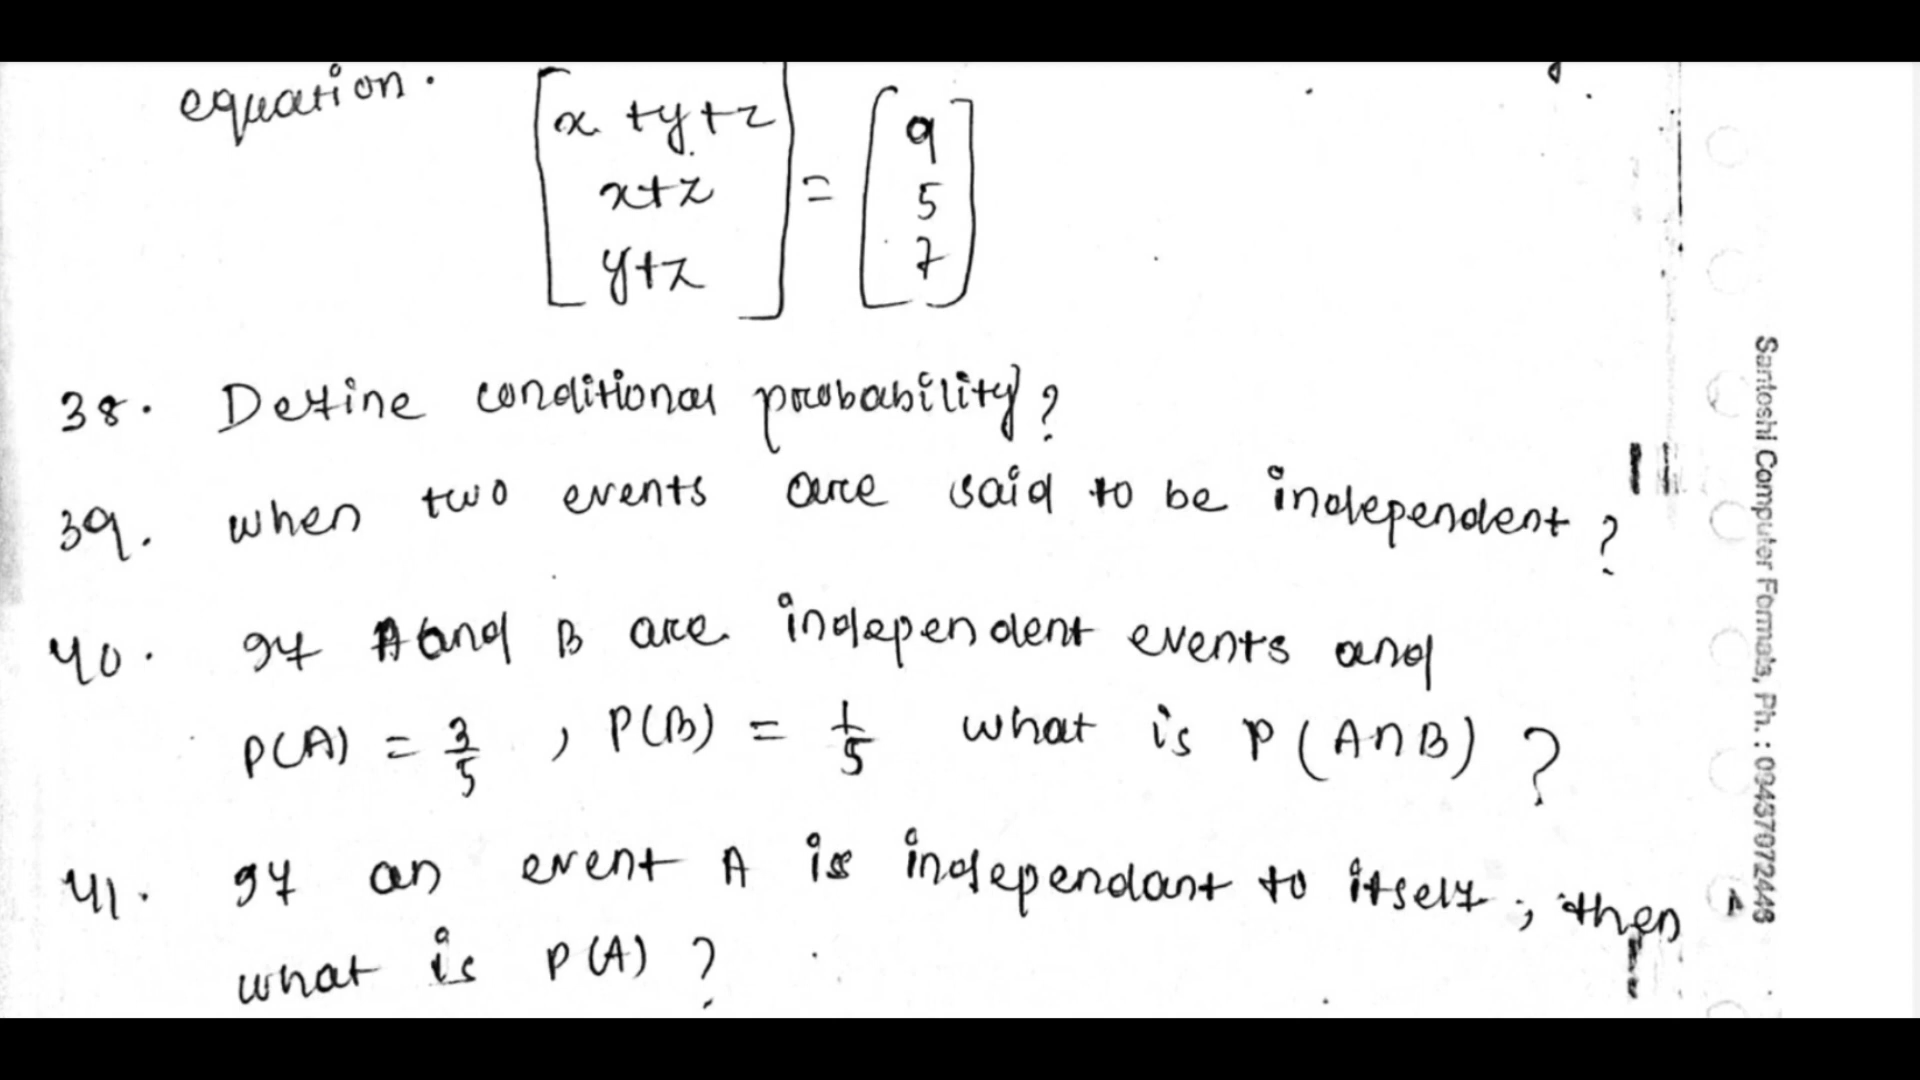 equation. [x + y + z] = [9]
[x+z] [5]
[y+z] [7]
38. Define conditional probability?
39. when two events are said to be independent?
40. If A and B are independent events and
P(A) = 3/5, P(B) = 1/5 what is P(A∩B)?
41. If an event A is independant to itself, then
what is P(A)?
Santoshi Computer Formats, Ph. : 09437072448